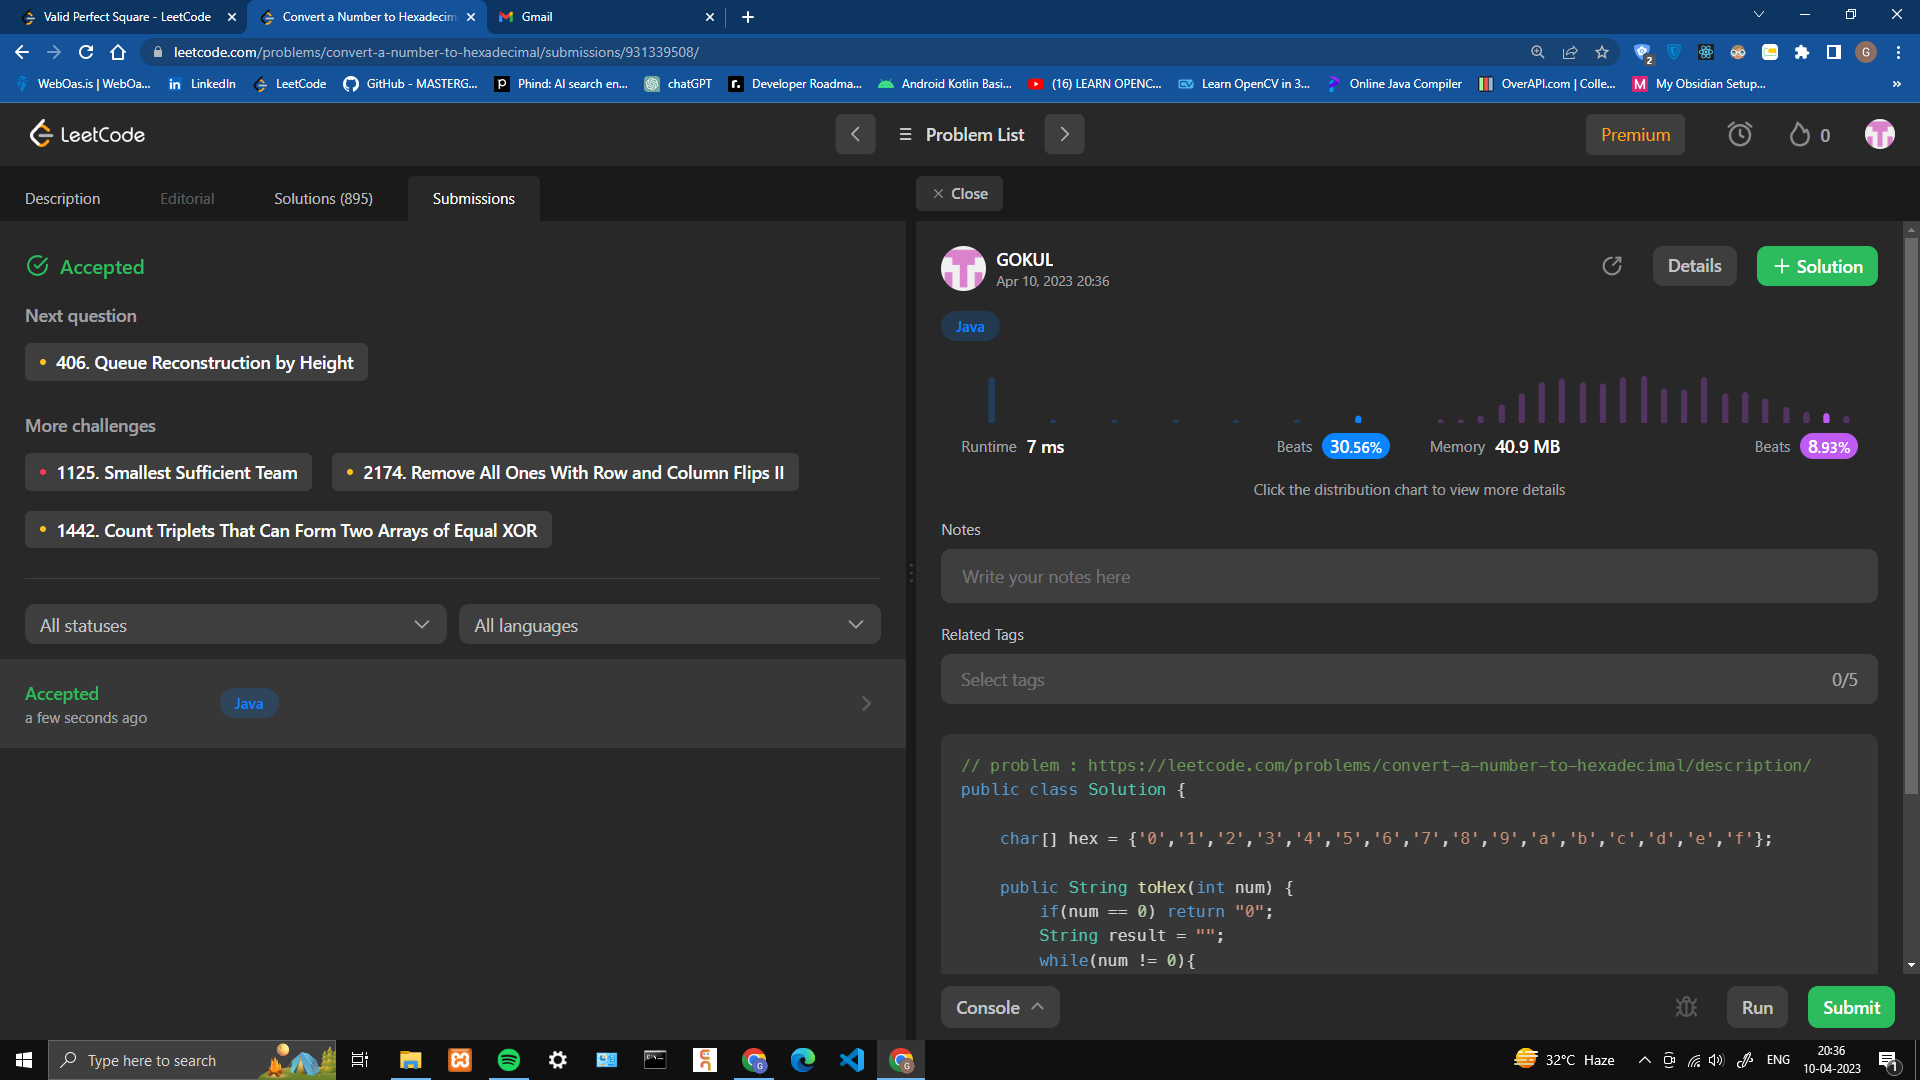 Valid Perfect Square - LeetCode
Convert a Number to Hexadecim
Gmail
leetcode.com/problems/convert-a-number-to-hexadecimal/submissions/931339508/
2
G
WebOas.is | WebOa...
LinkedIn
LeetCode
GitHub - MASTERG...
Phind: AI search en...
chatGPT
Developer Roadma...
Android Kotlin Basi...
(16) LEARN OPENC...
Learn OpenCV in 3...
Online Java Compiler
OverAPI.com | Colle...
My Obsidian Setup...
»
LeetCode
Problem List
Premium
0
Description
Editorial
Solutions (895)
Submissions
Close
Accepted
Next question
406. Queue Reconstruction by Height
More challenges
1125. Smallest Sufficient Team
2174. Remove All Ones With Row and Column Flips II
1442. Count Triplets That Can Form Two Arrays of Equal XOR
All statuses
All languages
Accepted
a few seconds ago
Java
GOKUL
Apr 10, 2023 20:36
Details
+ Solution
Java
Runtime 7 ms
Beats 30.56%
Memory 40.9 MB
Beats 8.93%
Click the distribution chart to view more details
Notes
Write your notes here
Related Tags
Select tags
0/5
// problem : https://leetcode.com/problems/convert-a-number-to-hexadecimal/description/
public class Solution {
char[] hex = {'0','1','2','3','4','5','6','7','8','9','a','b','c','d','e','f'};
public String toHex(int num) {
if(num == 0) return "0";
String result = "";
while(num != 0){
Console
Run
Submit
Type here to search
32°C Haze
ENG
20:36
10-04-2023
1